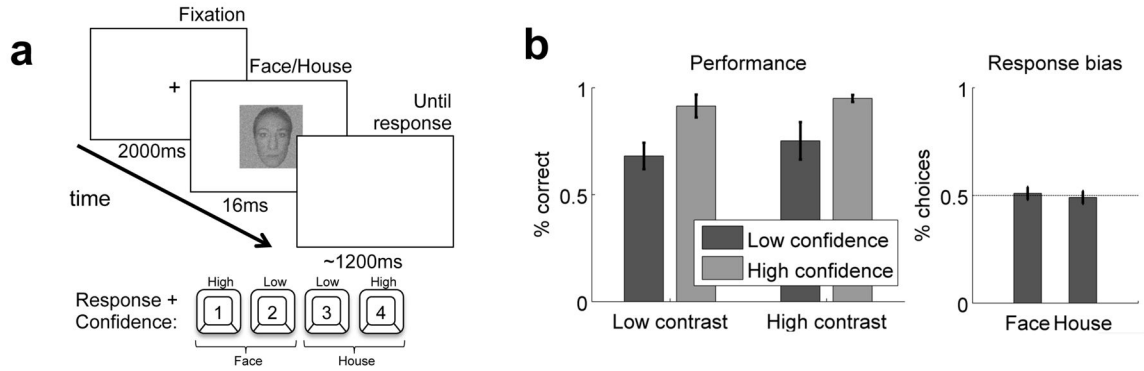 a
Fixation
+
2000ms
Face/House
16ms
Until
response
~1200ms
time
Response +
Confidence:
High Low Low High
1 2 3 4
Face House
b
Performance
% correct
1
0.5
0
Low confidence
High confidence
Low contrast High contrast
Response bias
% choices
1
0.5
0
Face House